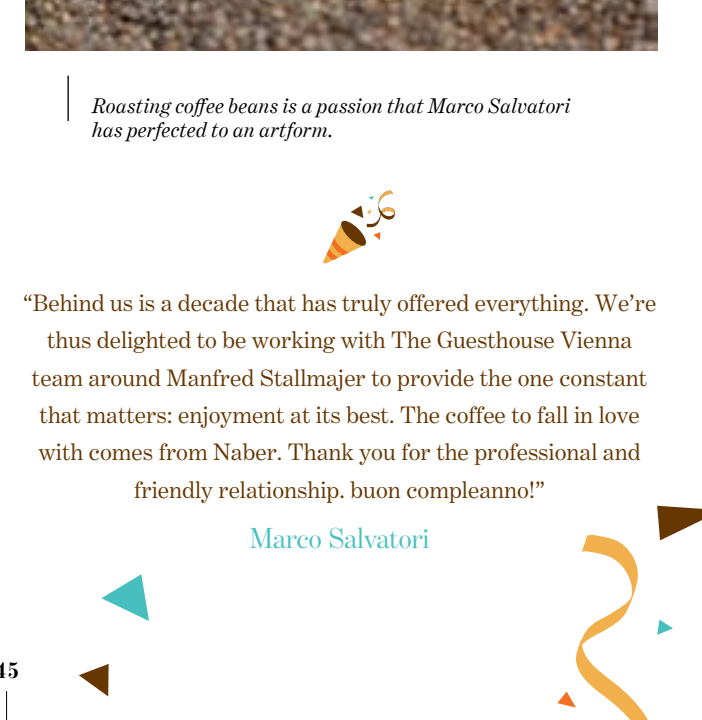 Roasting coffee beans is a passion that Marco Salvatori
has perfected to an artform.
“Behind us is a decade that has truly offered everything. We’re
thus delighted to be working with The Guesthouse Vienna
team around Manfred Stallmajer to provide the one constant
that matters: enjoyment at its best. The coffee to fall in love
with comes from Naber. Thank you for the professional and
friendly relationship. buon compleanno!”
Marco Salvatori